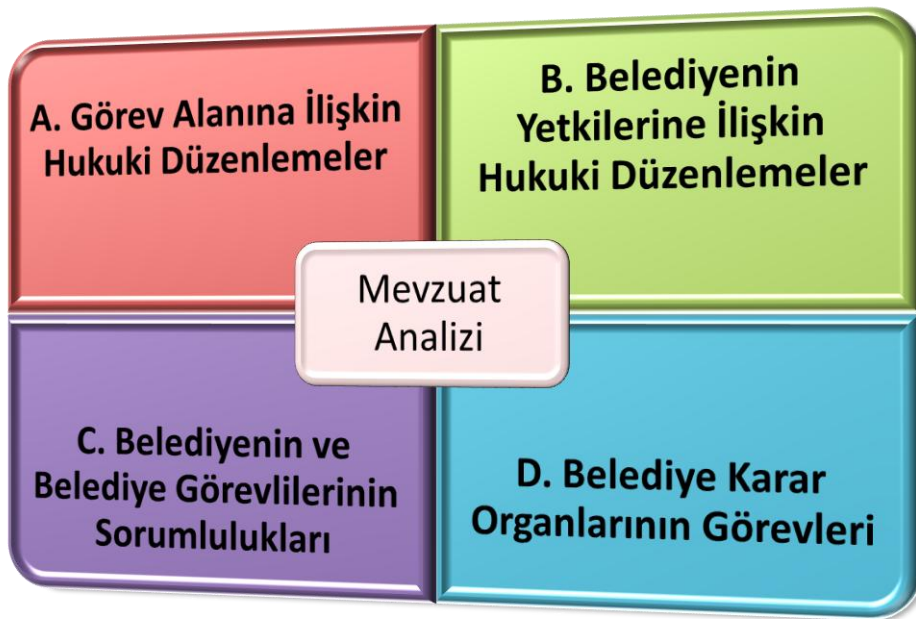 A. Görev Alanına İlişkin
Hukuki Düzenlemeler
B. Belediyenin
Yetkilerine İlişkin
Hukuki Düzenlemeler
Mevzuat
Analizi
C. Belediyenin ve
Belediye Görevlilerinin
Sorumlulukları
D. Belediye Karar
Organlarının Görevleri